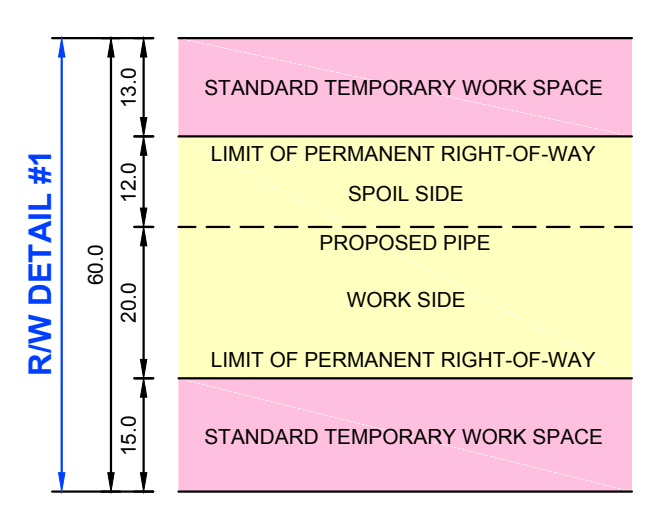 R/W DETAIL #1
60.0
13.0
STANDARD TEMPORARY WORK SPACE
LIMIT OF PERMANENT RIGHT-OF-WAY
12.0
SPOIL SIDE
PROPOSED PIPE
20.0
WORK SIDE
LIMIT OF PERMANENT RIGHT-OF-WAY
15.0
STANDARD TEMPORARY WORK SPACE